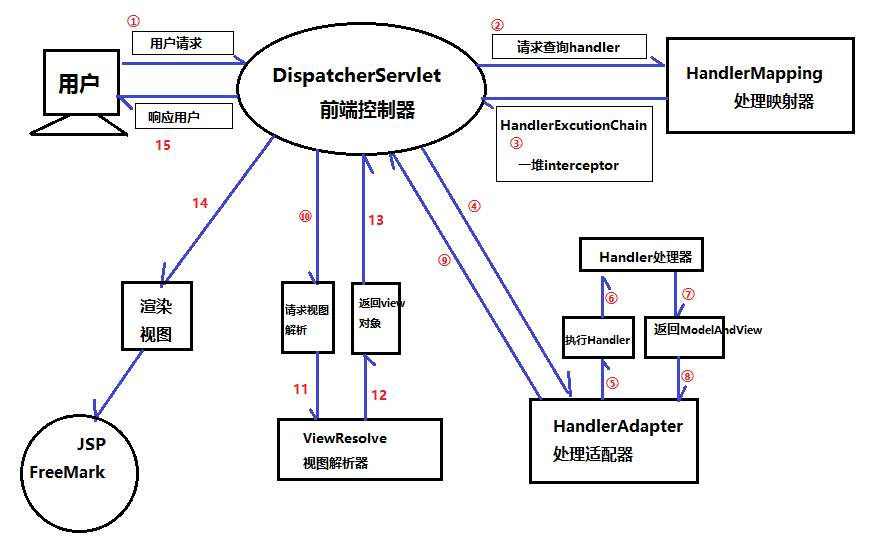 ①
用户请求
用户
响应用户
15
DispatcherServlet
前端控制器
②
请求查询handler
HandlerMapping
处理映射器
HandlerExcutionChain
③
一堆interceptor
14
⑩
13
④
⑨
渲染
视图
请求视图
解析
返回view
对象
Handler处理器
⑥
⑦
执行Handler
返回ModelAndView
11
12
⑤
⑧
ViewResolve
视图解析器
HandlerAdapter
处理适配器
JSP
FreeMark